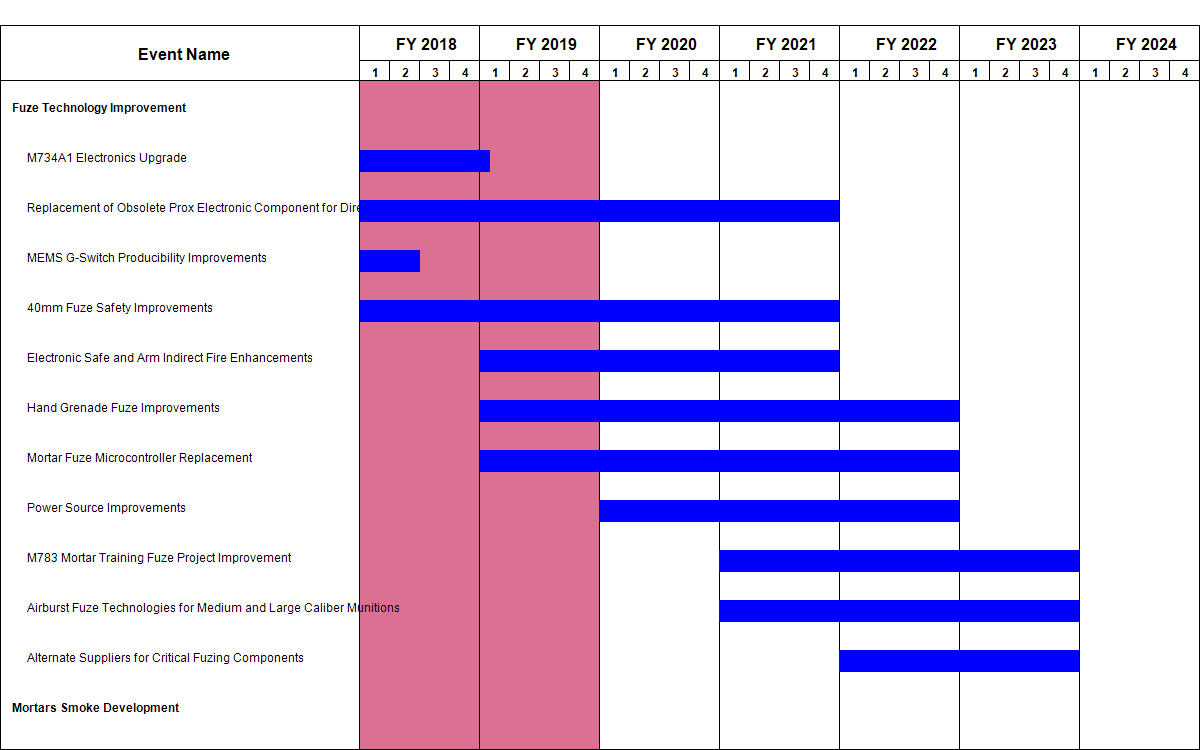 Event Name
FY 2018 FY 2019 FY 2020 FY 2021 FY 2022 FY 2023 FY 2024
1 2 3 4 1 2 3 4 1 2 3 4 1 2 3 4 1 2 3 4 1 2 3 4 1 2 3 4
Fuze Technology Improvement
M734A1 Electronics Upgrade
Replacement of Obsolete Prox Electronic Component for Dire
MEMS G-Switch Producibility Improvements
40mm Fuze Safety Improvements
Electronic Safe and Arm Indirect Fire Enhancements
Hand Grenade Fuze Improvements
Mortar Fuze Microcontroller Replacement
Power Source Improvements
M783 Mortar Training Fuze Project Improvement
Airburst Fuze Technologies for Medium and Large Caliber Munitions
Alternate Suppliers for Critical Fuzing Components
Mortars Smoke Development